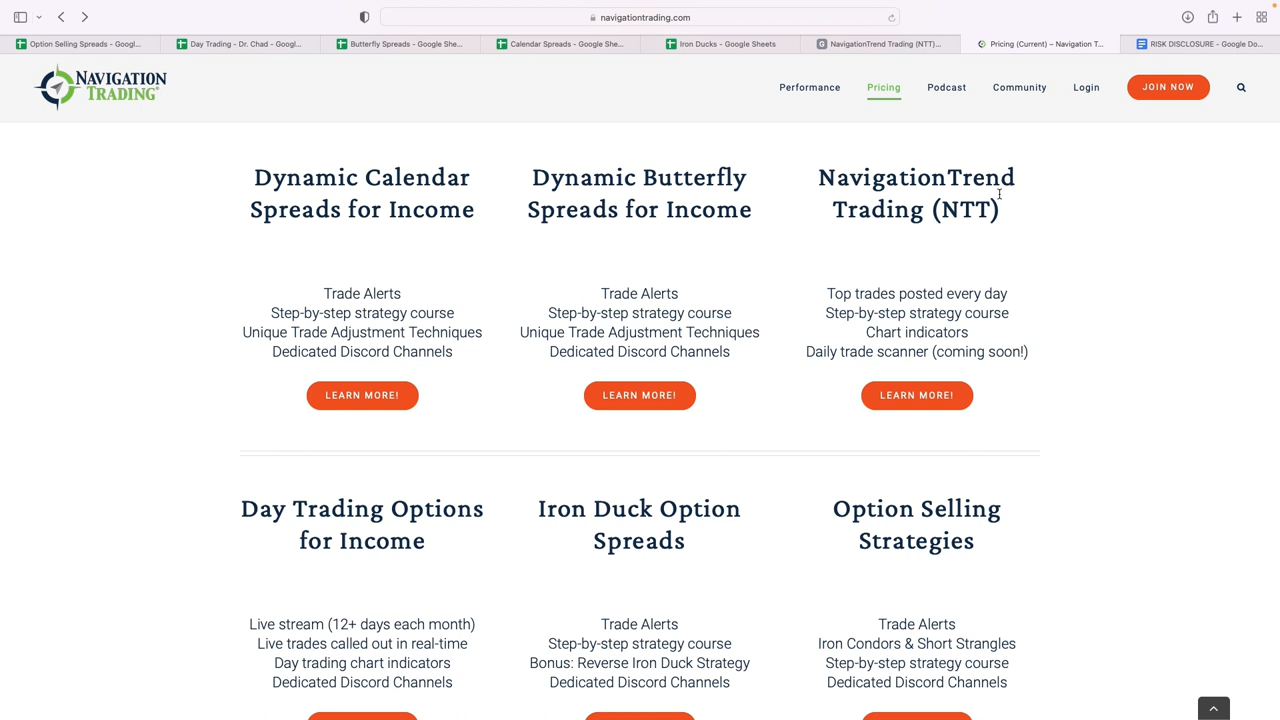 navigationtrading.com
Option Selling Spreads - Googl...
Day Trading - Dr. Chad - Googl...
Butterfly Spreads - Google She...
Calendar Spreads - Google She...
Iron Ducks - Google Sheets
G
NavigationTrend Trading (NTT)...
Pricing (Current) – Navigation T...
RISK DISCLOSURE - Google Do...
NAVIGATION
TRADING®
Performance
Pricing
Podcast
Community
Login
JOIN NOW
Dynamic Calendar
Spreads for Income
Trade Alerts
Step-by-step strategy course
Unique Trade Adjustment Techniques
Dedicated Discord Channels
LEARN MORE!
Dynamic Butterfly
Spreads for Income
Trade Alerts
Step-by-step strategy course
Unique Trade Adjustment Techniques
Dedicated Discord Channels
LEARN MORE!
NavigationTrend
Trading (NTT)
Top trades posted every day
Step-by-step strategy course
Chart indicators
Daily trade scanner (coming soon!)
LEARN MORE!
Day Trading Options
for Income
Live stream (12+ days each month)
Live trades called out in real-time
Day trading chart indicators
Dedicated Discord Channels
Iron Duck Option
Spreads
Trade Alerts
Step-by-step strategy course
Bonus: Reverse Iron Duck Strategy
Dedicated Discord Channels
Option Selling
Strategies
Trade Alerts
Iron Condors & Short Strangles
Step-by-step strategy course
Dedicated Discord Channels